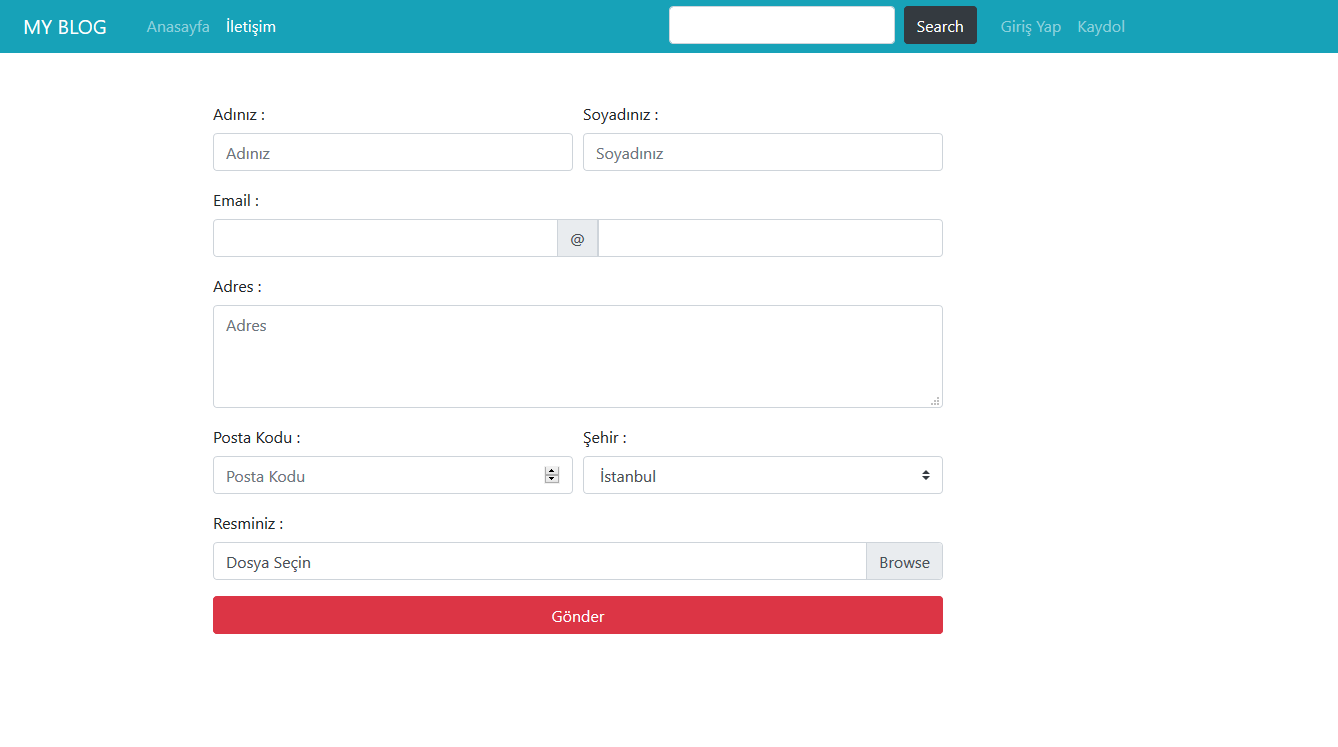 MY BLOG Anasayfa İletişim Search Giriş Yap Kaydol
Adınız : Soyadınız :
Adınız Soyadınız
Email :
@
Adres :
Adres
Posta Kodu : Şehir :
Posta Kodu İstanbul
Resminiz :
Dosya Seçin Browse
Gönder